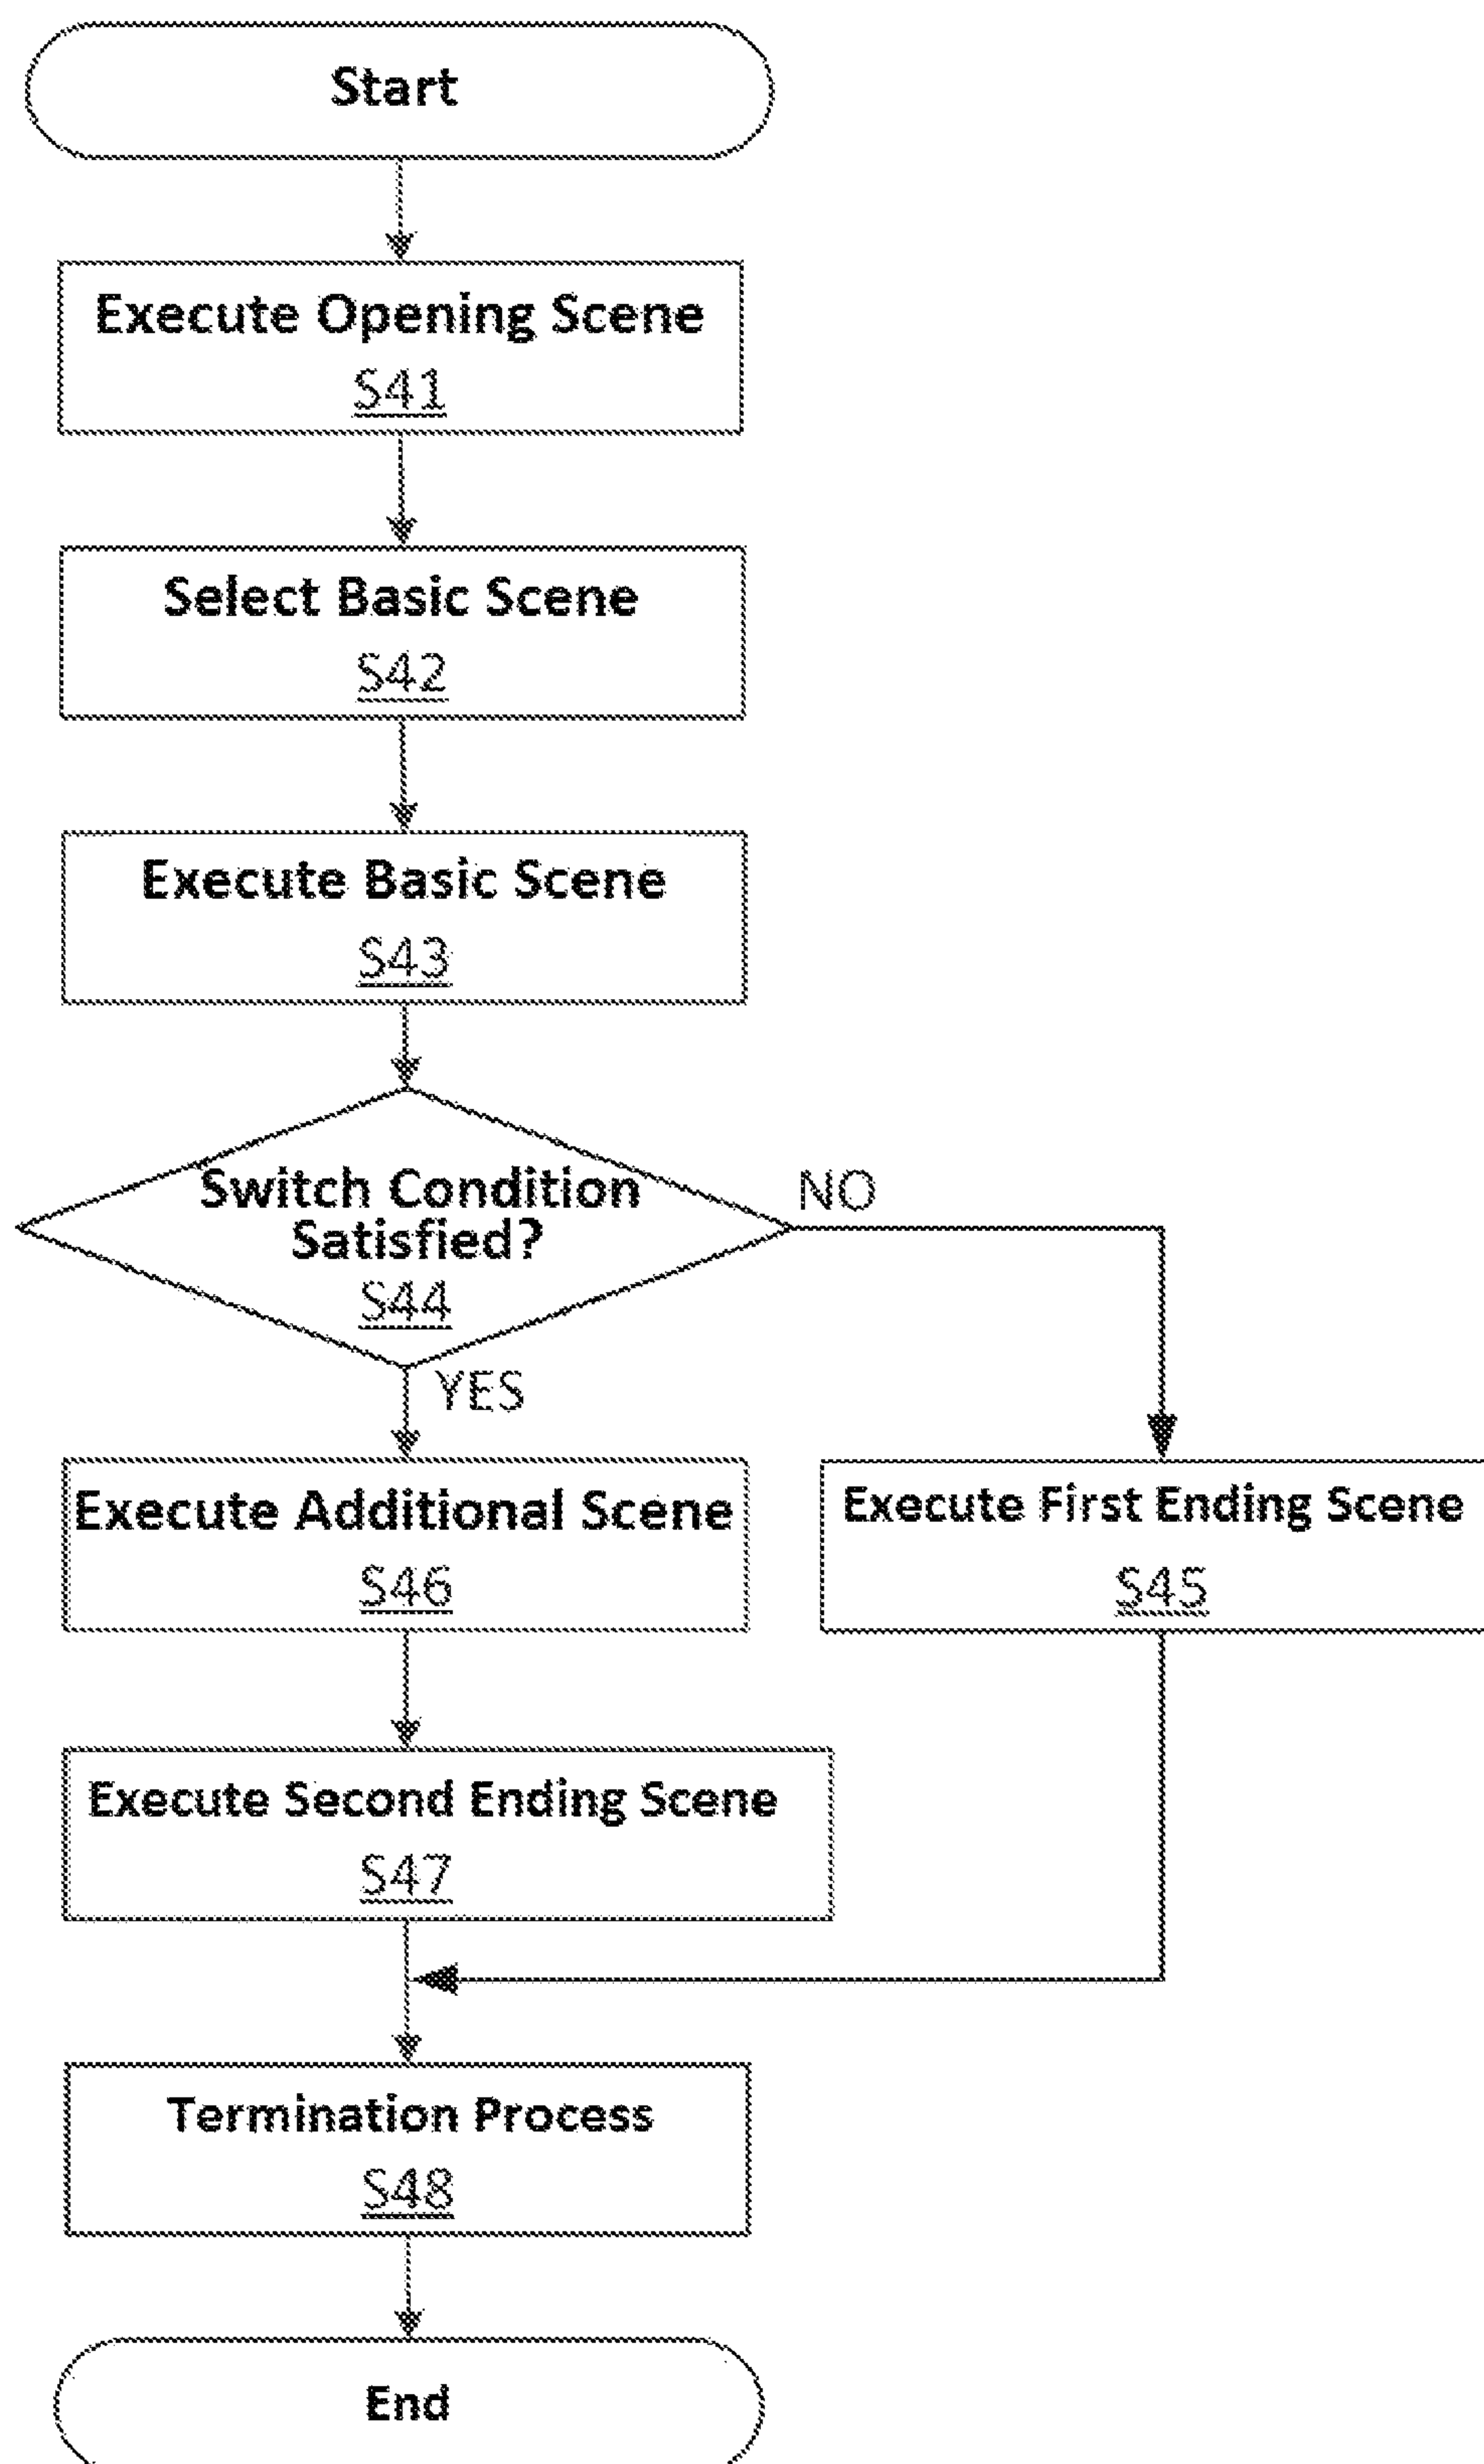 Start
Execute Opening Scene
S41
Select Basic Scene
S42
Execute Basic Scene
S43
Switch Condition
Satisfied?
S44
NO
YES
Execute Additional Scene
S46
Execute First Ending Scene
S45
Execute Second Ending Scene
S47
Termination Process
S48
End